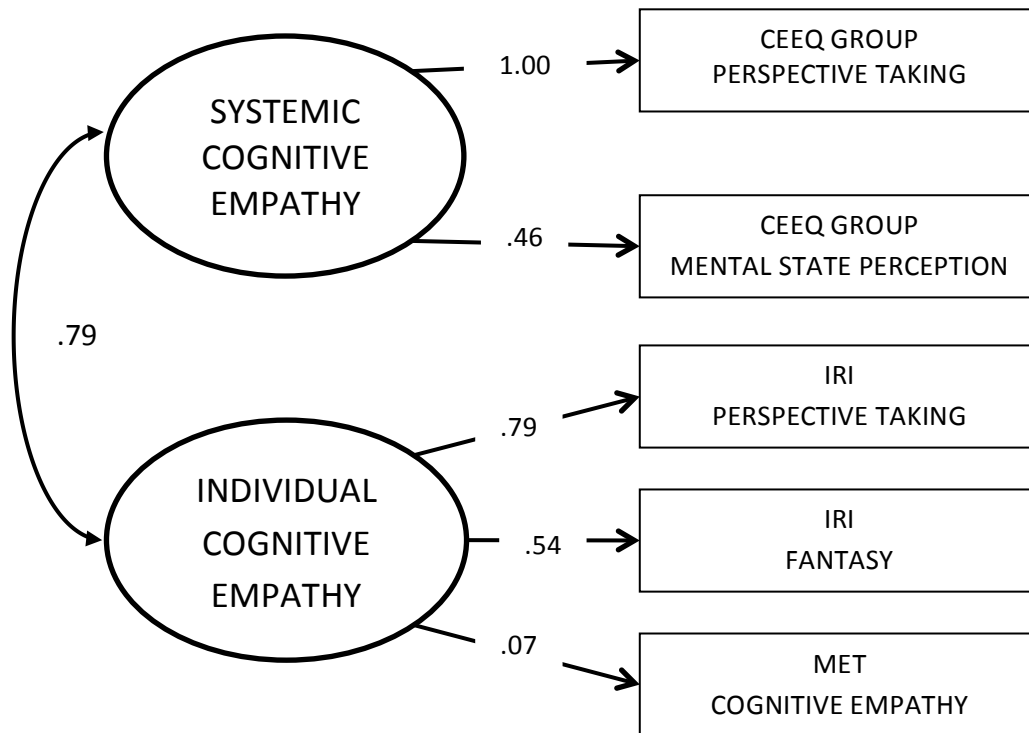 CEEQ GROUP
PERSPECTIVE TAKING
1.00
SYSTEMIC
COGNITIVE
EMPATHY
CEEQ GROUP
MENTAL STATE PERCEPTION
.46
.79
IRI
PERSPECTIVE TAKING
.79
INDIVIDUAL
COGNITIVE
EMPATHY
IRI
FANTASY
.54
MET
COGNITIVE EMPATHY
.07